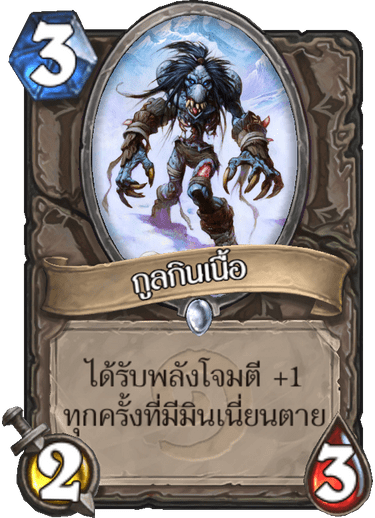 3
กูลกินเนื้อ
ได้รับพลังโจมตี +1
ทุกครั้งที่มีมินเนี่ยนตาย
2
3